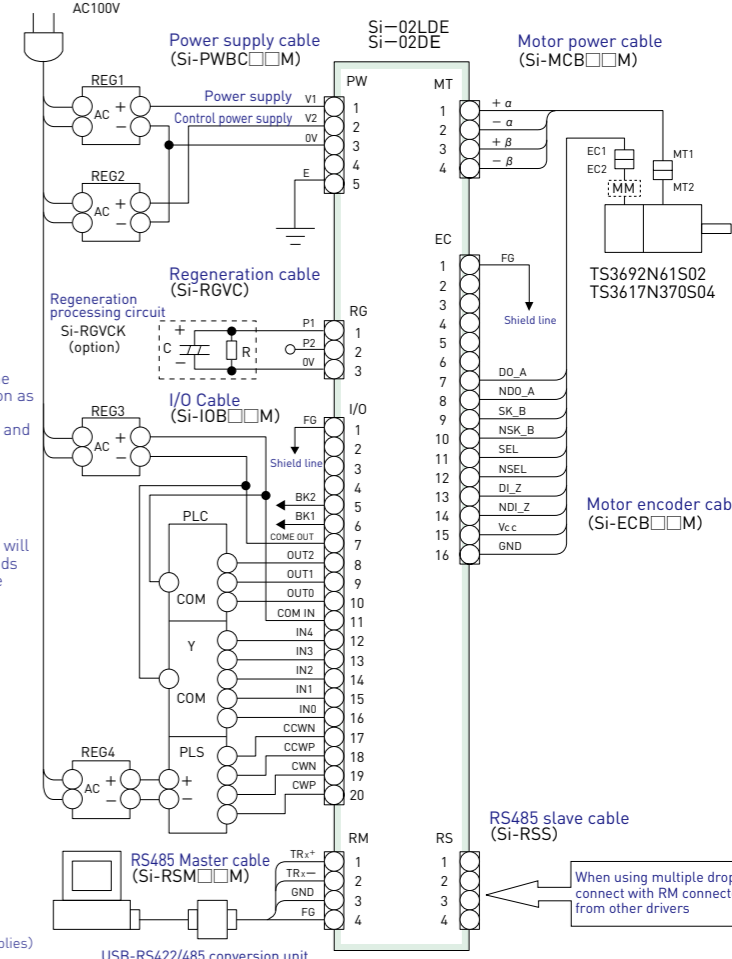 AC100V
Power supply cable
(Si-PWBC□□M)
Si−02LDE
Si−02DE
Motor power cable
(Si-MCB□□M)
REG1
AC
+
−
REG2
AC
+
−
Power supply V1
Control power supply V2
0V
E
PW
1
2
3
4
5
MT
1
2
3
4
+ α
− α
+ β
− β
EC1
EC2
MM
MT1
MT2
TS3692N61S02
TS3617N370S04
Regeneration cable
(Si-RGVC)
Regeneration
processing circuit
Si-RGVCK
(option)
+
C
−
R
P1
P2
0V
RG
1
2
3
EC
1
2
3
4
5
6
7
8
9
10
11
12
13
14
15
16
FG
Shield line
DO_A
NDO_A
SK_B
NSK_B
SEL
NSEL
DI_Z
NDI_Z
Vcc
GND
Motor encoder cab
(Si-ECB□□M)
on as
and
will
I/O Cable
(Si-IOB□□M)
REG3
AC
+
−
FG
Shield line
BK2
BK1
COME OUT
OUT2
OUT1
OUT0
COM IN
IN4
IN3
IN2
IN1
IN0
CCWN
CCWP
CWN
CWP
I/O
1
2
3
4
5
6
7
8
9
10
11
12
13
14
15
16
17
18
19
20
PLC
COM
Y
COM
PLS
+
−
REG4
AC
+
−
RS485 Master cable
(Si-RSM□□M)
TRx+
TRx−
GND
FG
RM
1
2
3
4
RS
1
2
3
4
RS485 slave cable
(Si-RSS)
When using multiple drop
connect with RM connect
from other drivers
USB-RS422/485 conversion unit
plies)